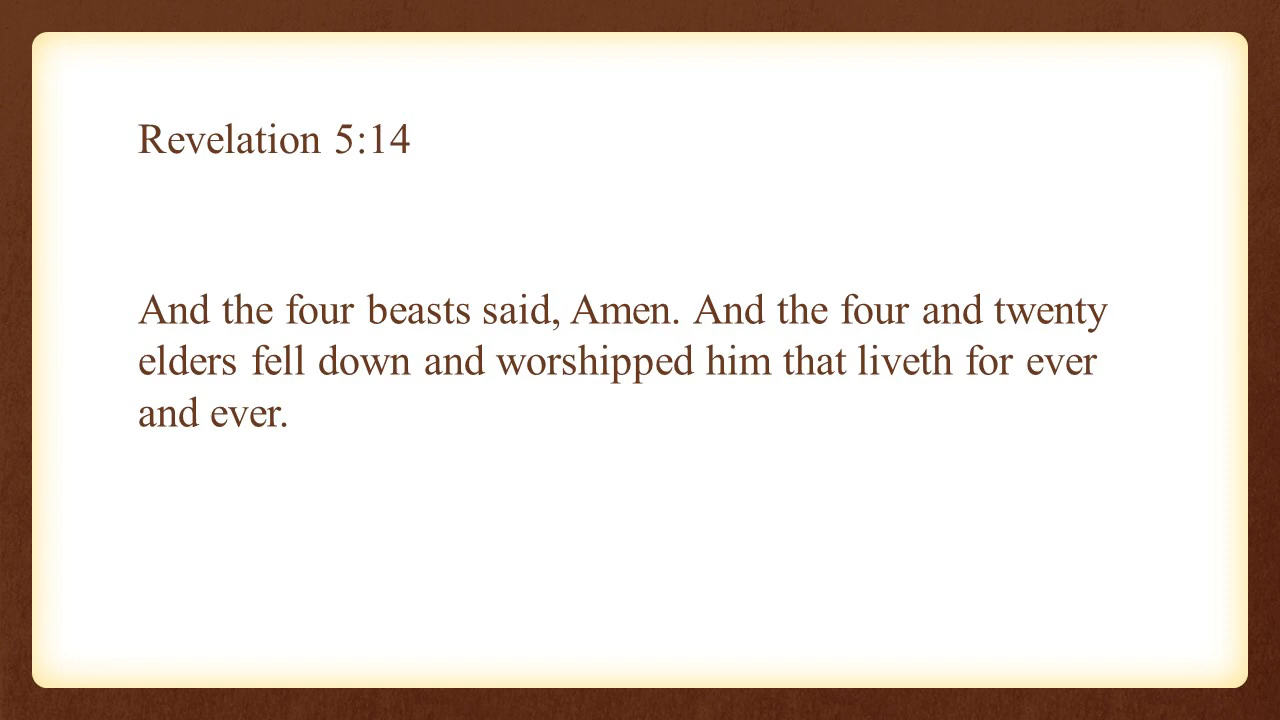 Revelation 5:14
And the four beasts said, Amen. And the four and twenty
elders fell down and worshipped him that liveth for ever
and ever.